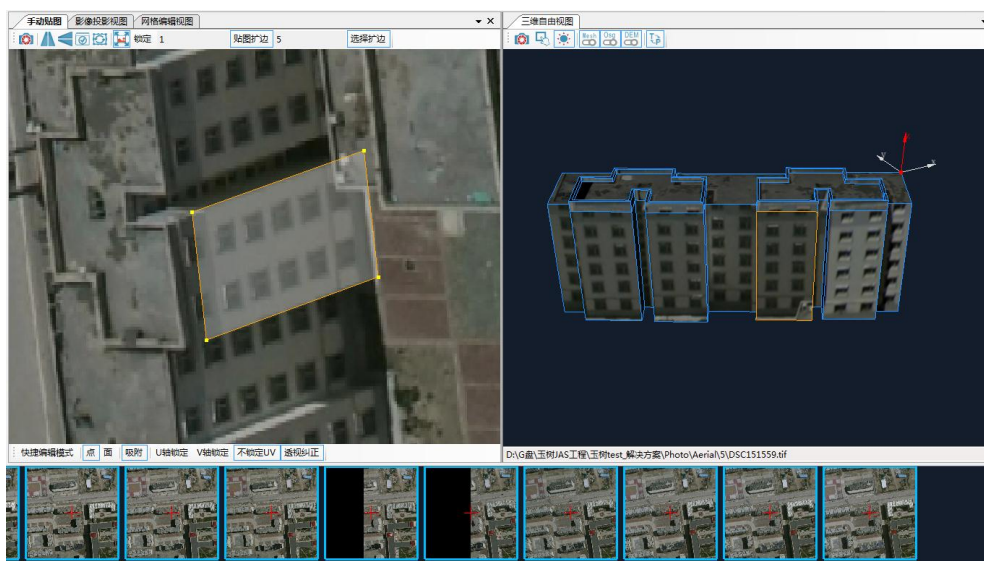 手动贴图 影像投影视图 网格编辑视图
锁定 1 贴图扩边 5 选择扩边
快捷编辑模式 点 面 吸附 U轴锁定 V轴锁定 不锁定UV 透视纠正
三维自由视图
Mesh Osg DEM
y x
D:\G盘\玉树JAS工程\玉树test_解决方案\Photo\Aerial\5\DSC151559.tif